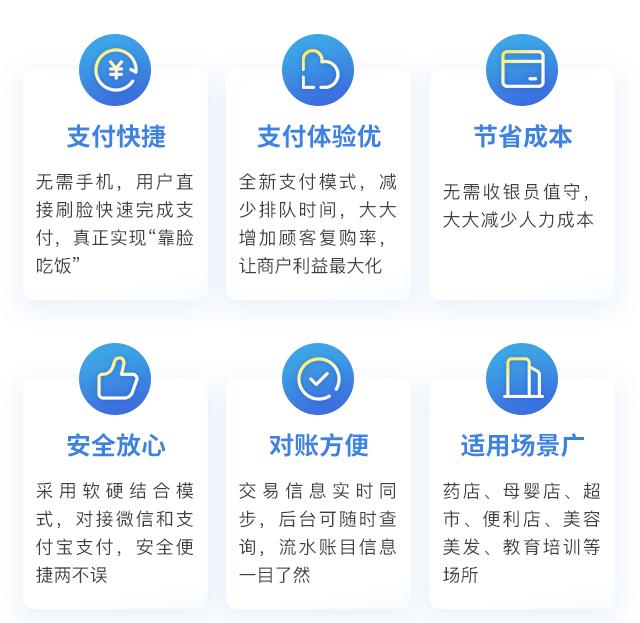 支付快捷
无需手机，用户直
接刷脸快速完成支
付，真正实现“靠脸
吃饭”
支付体验优
全新支付模式，减
少排队时间，大大
增加顾客复购率，
让商户利益最大化
节省成本
无需收银员值守，
大大减少人力成本
安全放心
采用软硬结合模
式，对接微信和支
付宝支付，安全便
捷两不误
对账方便
交易信息实时同
步，后台可随时查
询，流水账目信息
一目了然
适用场景广
药店、母婴店、超
市、便利店、美容
美发、教育培训等
场所